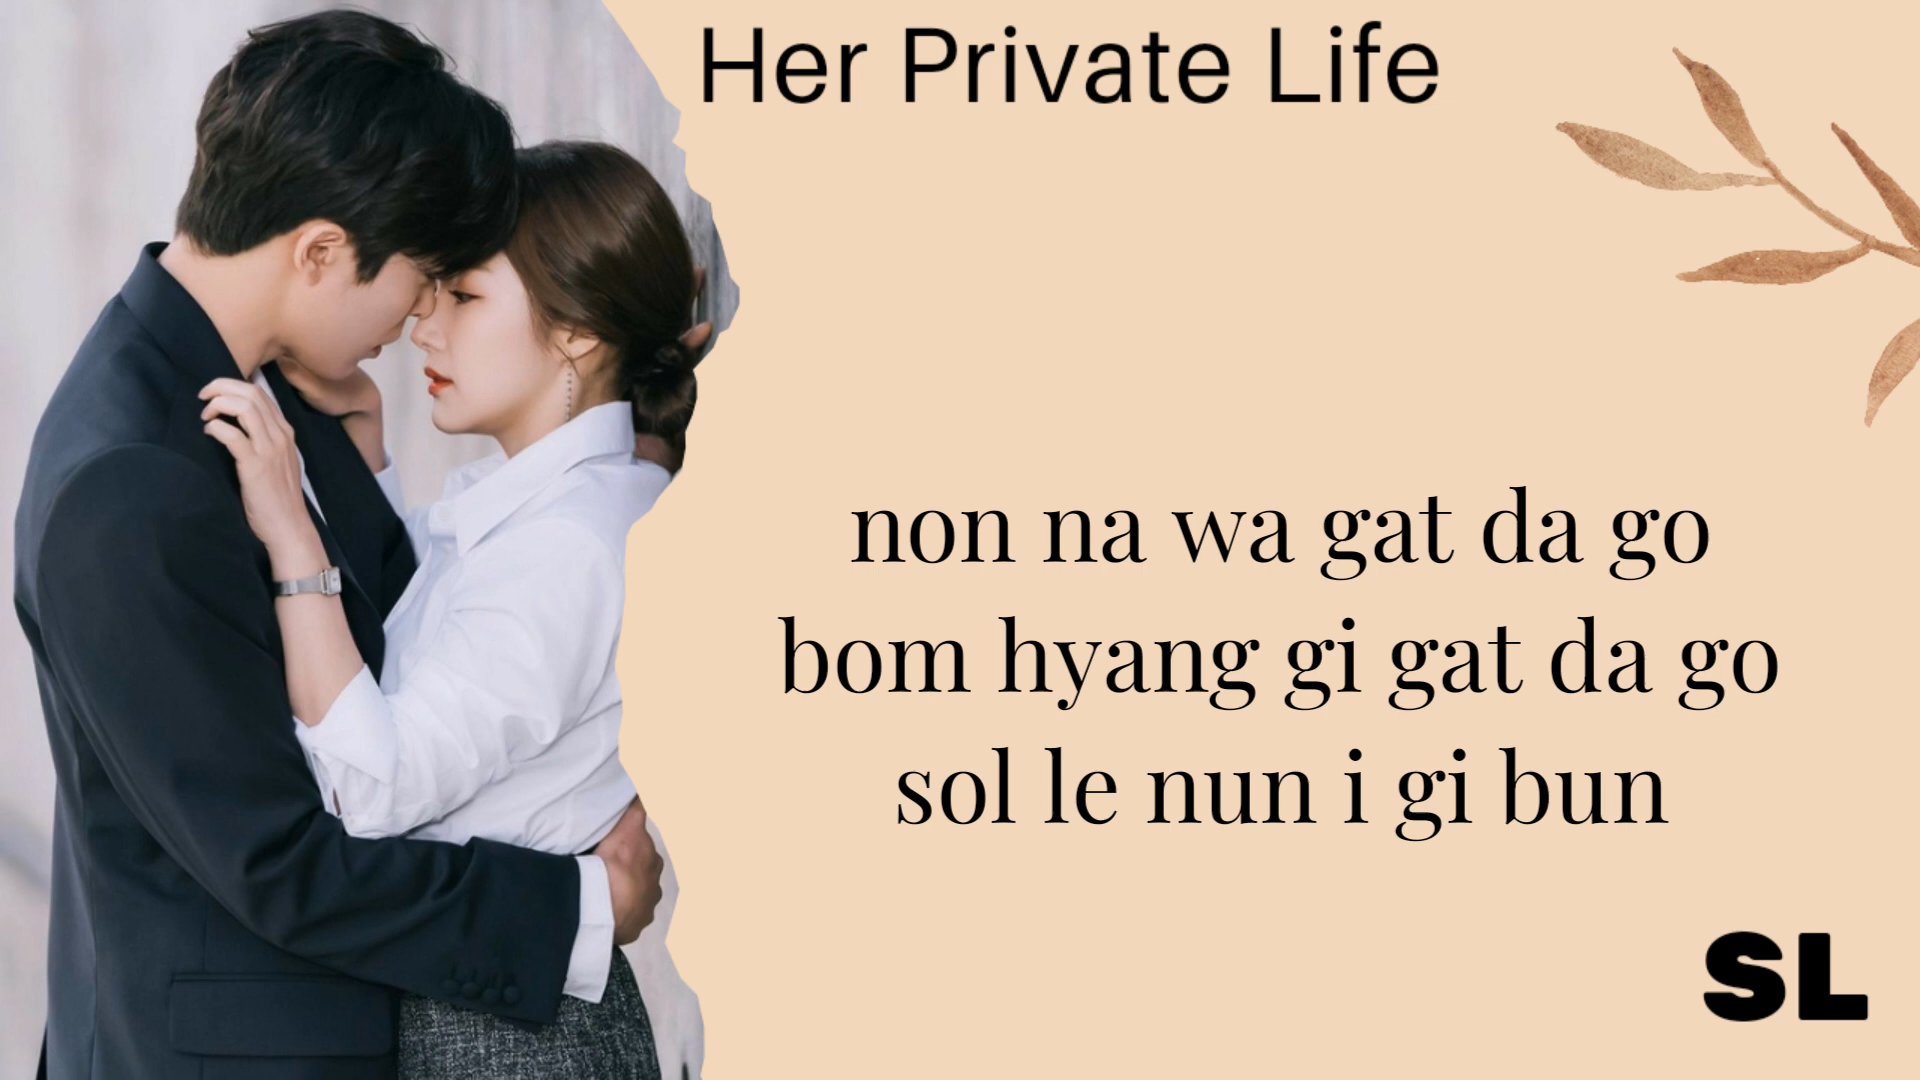 Her Private Life
non na wa gat da go
bom hyang gi gat da go
sol le nun i gi bun
SL